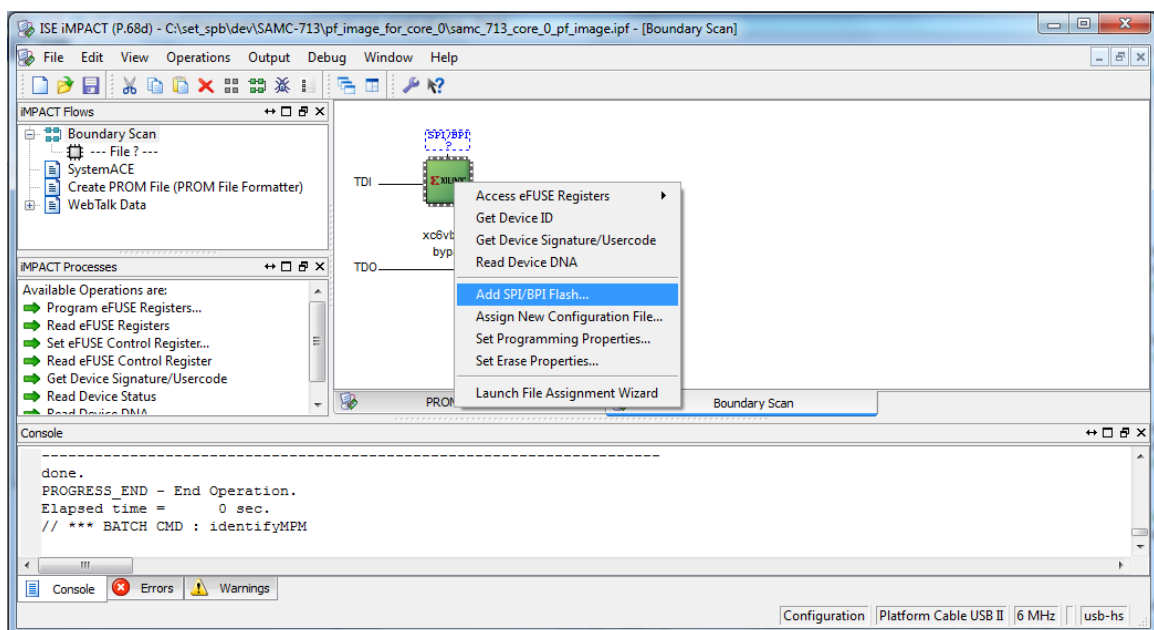 ISE iMPACT (P.68d) - C:\set_spb\dev\SAMC-713\pf_image_for_core_0\samc_713_core_0_pf_image.ipf - [Boundary Scan]
File Edit View Operations Output Debug Window Help
iMPACT Flows
Boundary Scan
--- File ? ---
SystemACE
Create PROM File (PROM File Formatter)
WebTalk Data
iMPACT Processes
Available Operations are:
Program eFUSE Registers...
Read eFUSE Registers
Set eFUSE Control Register...
Read eFUSE Control Register
Get Device Signature/Usercode
Read Device Status
Read Device DNA
SPI/BPI
?
TDI
XILINX
xc6vb
byp
TDO
Access eFUSE Registers
Get Device ID
Get Device Signature/Usercode
Read Device DNA
Add SPI/BPI Flash...
Assign New Configuration File...
Set Programming Properties...
Set Erase Properties...
Launch File Assignment Wizard
PROM
Boundary Scan
Console
done.
PROGRESS_END - End Operation.
Elapsed time = 0 sec.
// *** BATCH CMD : identifyMPM
Console Errors Warnings
Configuration Platform Cable USB II 6 MHz usb-hs